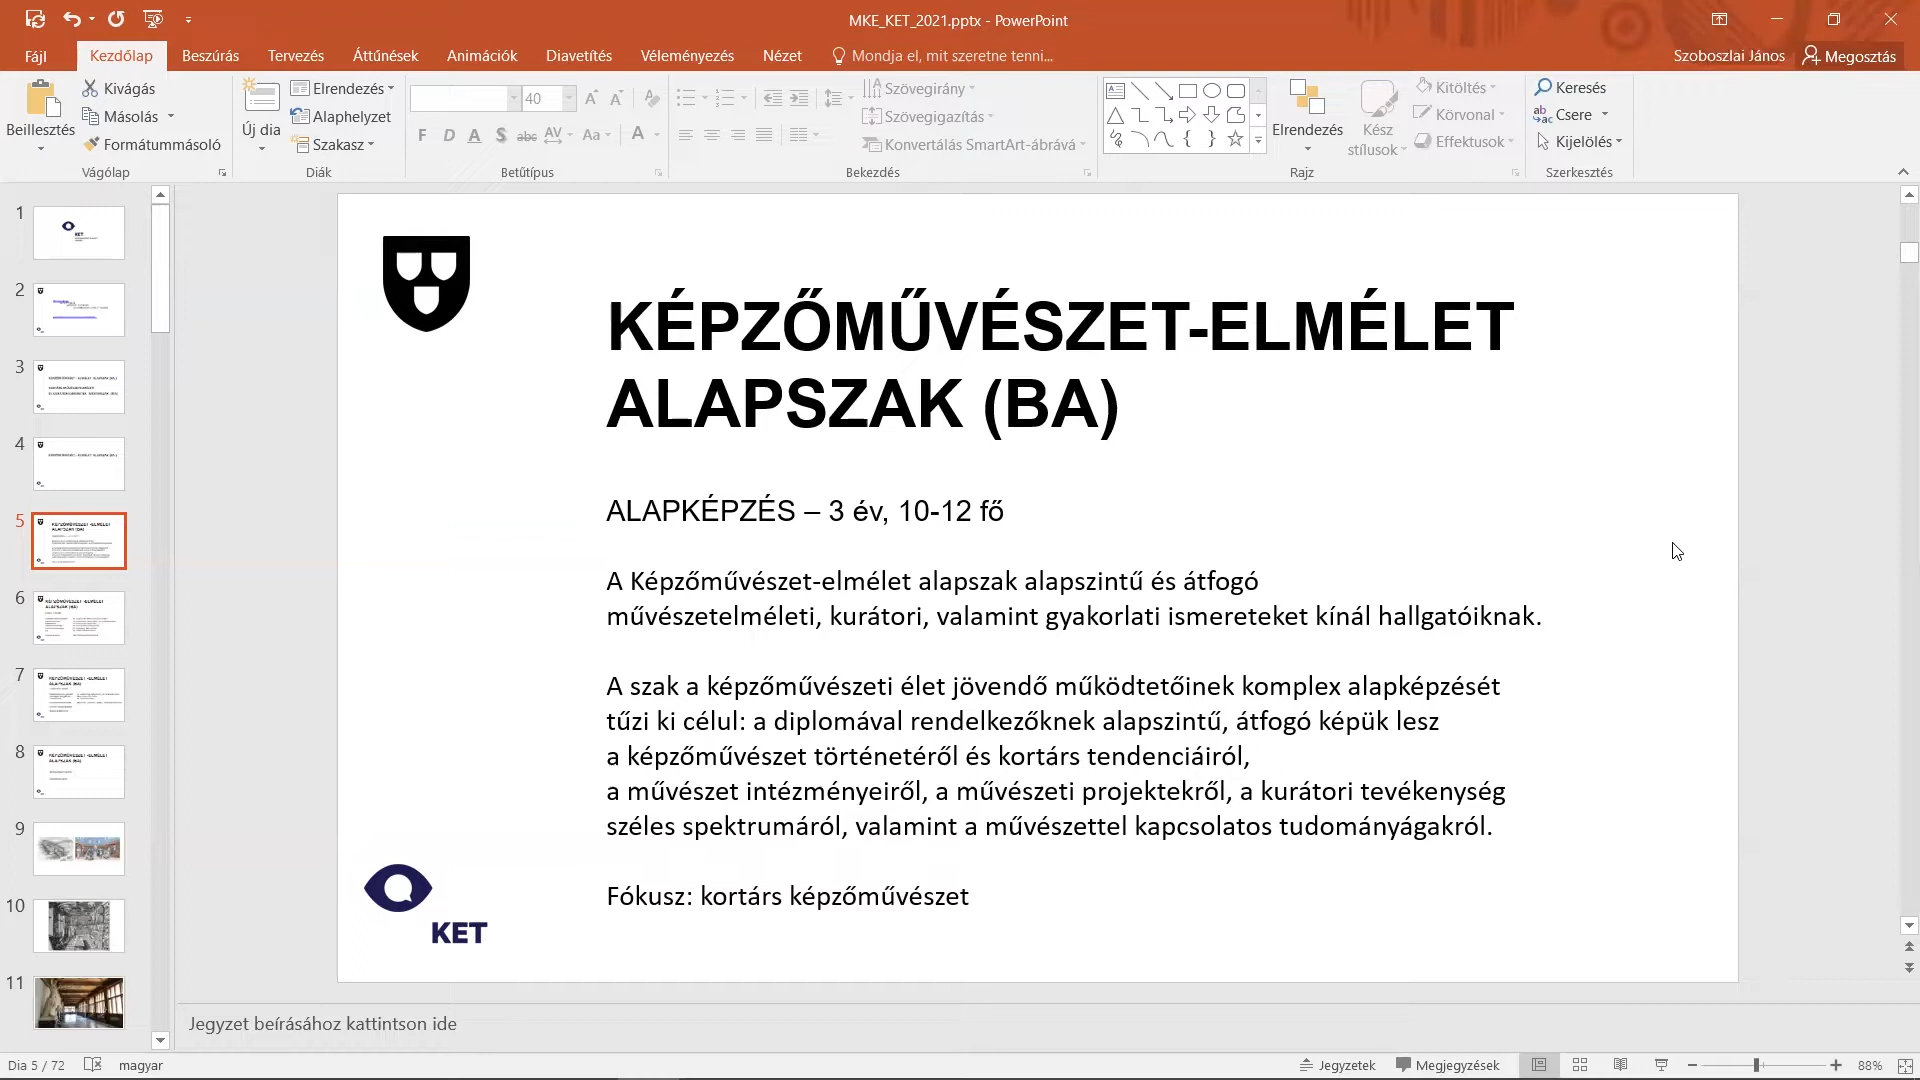 MKE_KET_2021.pptx - PowerPoint
Fájl
Kezdőlap
Beszúrás
Tervezés
Áttűnések
Animációk
Diavetítés
Véleményezés
Nézet
Mondja el, mit szeretne tenni...
Szoboszlai János
Megosztás
Beillesztés
Kivágás
Másolás
Formátummásoló
Vágólap
Új dia
Elrendezés
Alaphelyzet
Szakasz
Diák
40
F D A S abc AV Aa A
Betűtípus
Szövegirány
Szövegigazítás
Konvertálás SmartArt-ábrává
Bekezdés
Elrendezés
Kész stílusok
Kitöltés
Körvonal
Effektusok
Rajz
Keresés
Csere
Kijelölés
Szerkesztés
1
2
3
4
5
6
7
8
9
10
11
KÉPZŐMŰVÉSZET-ELMÉLET
ALAPSZAK (BA)
ALAPKÉPZÉS – 3 év, 10-12 fő
A Képzőművészet-elmélet alapszak alapszintű és átfogó
művészetelméleti, kurátori, valamint gyakorlati ismereteket kínál hallgatóiknak.
A szak a képzőművészeti élet jövendő működtetőinek komplex alapképzését
tűzi ki célul: a diplomával rendelkezőknek alapszintű, átfogó képük lesz
a képzőművészet történetéről és kortárs tendenciáiról,
a művészet intézményeiről, a művészeti projektekről, a kurátori tevékenység
széles spektrumáról, valamint a művészettel kapcsolatos tudományágakról.
Fókusz: kortárs képzőművészet
KET
Jegyzet beírásához kattintson ide
Dia 5 / 72
magyar
Jegyzetek
Megjegyzések
88%